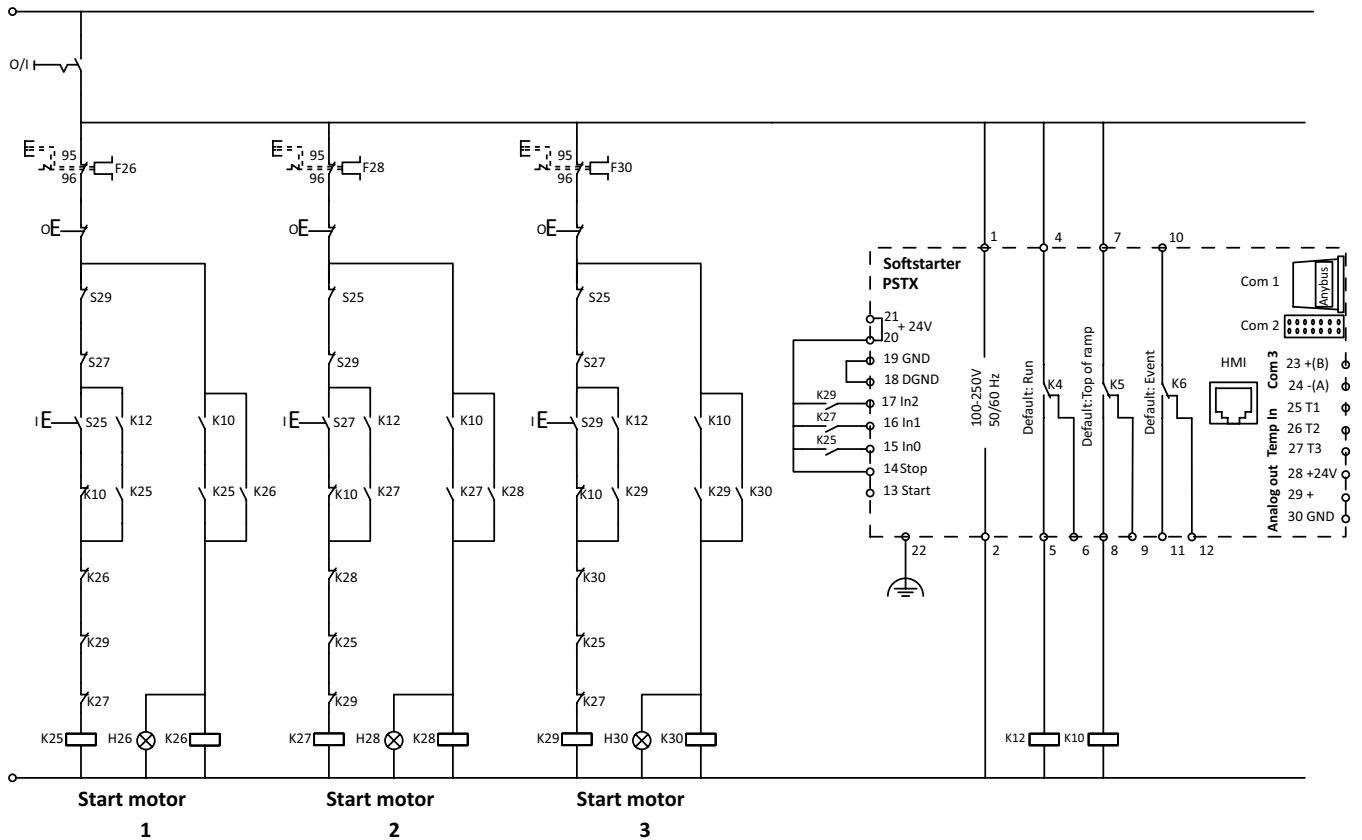 O/I
95
96
F26
95
96
F28
95
96
F30
O
O
O
S29
S25
S25
S27
S29
S27
I
S25
K12
K10
I
S27
K12
K10
I
S29
K12
K10
K10
K25
K25
K26
K10
K27
K27
K28
K10
K29
K29
K30
K26
K28
K30
K29
K25
K25
K27
K29
K27
K25
H26
K26
K27
H28
K28
K29
H30
K30
K12
K10
Start motor
1
Start motor
2
Start motor
3
1
4
7
10
Softstarter
PSTX
21
+ 24V
20
19 GND
18 DGND
17 In2
16 In1
15 In0
14 Stop
13 Start
K29
K27
K25
100-250V
50/60 Hz
Default: Run
K4
Default:Top of ramp
K5
Default: Event
K6
Com 1
Anybus
Com 2
HMI
Com 3
Temp In
Analog out
23 +(B)
24 -(A)
25 T1
26 T2
27 T3
28 +24V
29 +
30 GND
22
2
5
6
8
9
11
12